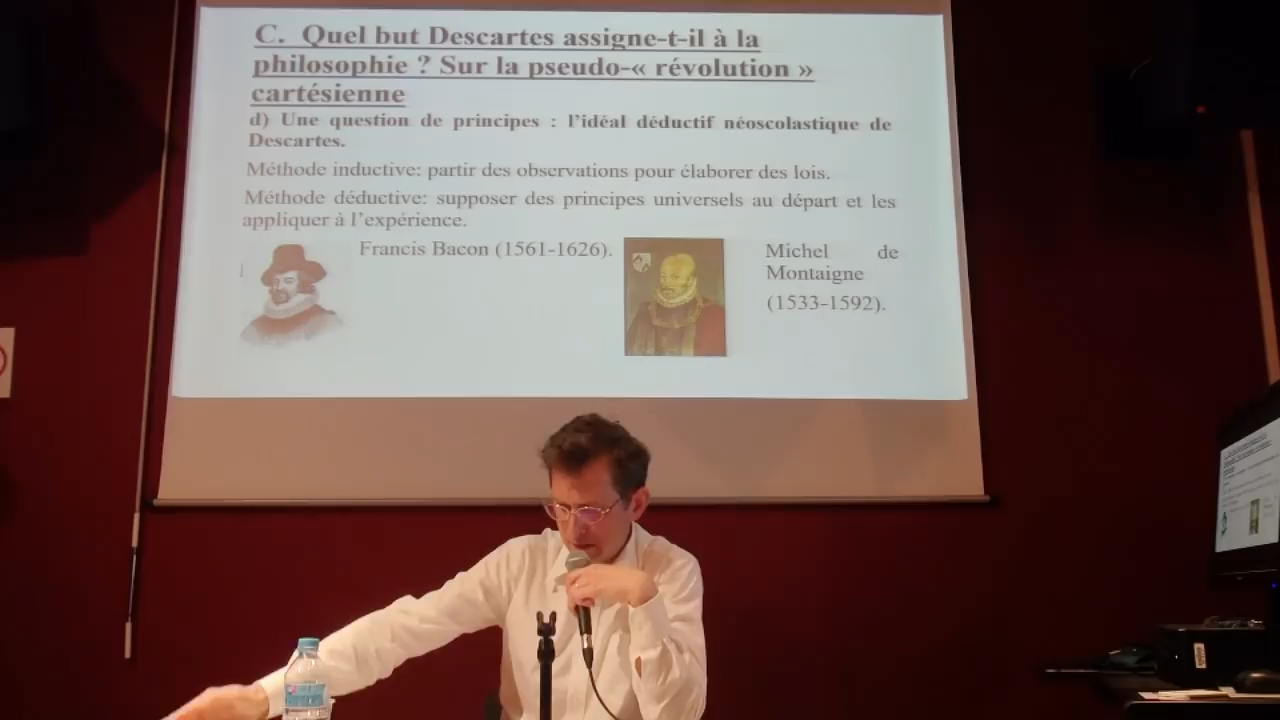 C. Quel but Descartes assigne-t-il à la
philosophie ? Sur la pseudo-« révolution »
cartésienne
d) Une question de principes : l’idéal déductif néoscolastique de
Descartes.
Méthode inductive: partir des observations pour élaborer des lois.
Méthode déductive: supposer des principes universels au départ et les
appliquer à l’expérience.
Francis Bacon (1561-1626).
Michel de
Montaigne
(1533-1592).